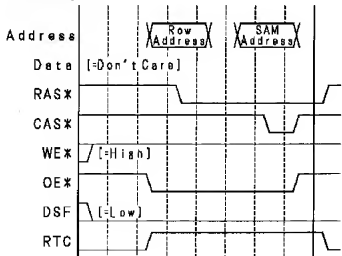 Row SAM
Address Address Address
Data [=Don't Care]
RAS*
CAS*
WE* [=High]
OE*
DSF [=Low]
RTC